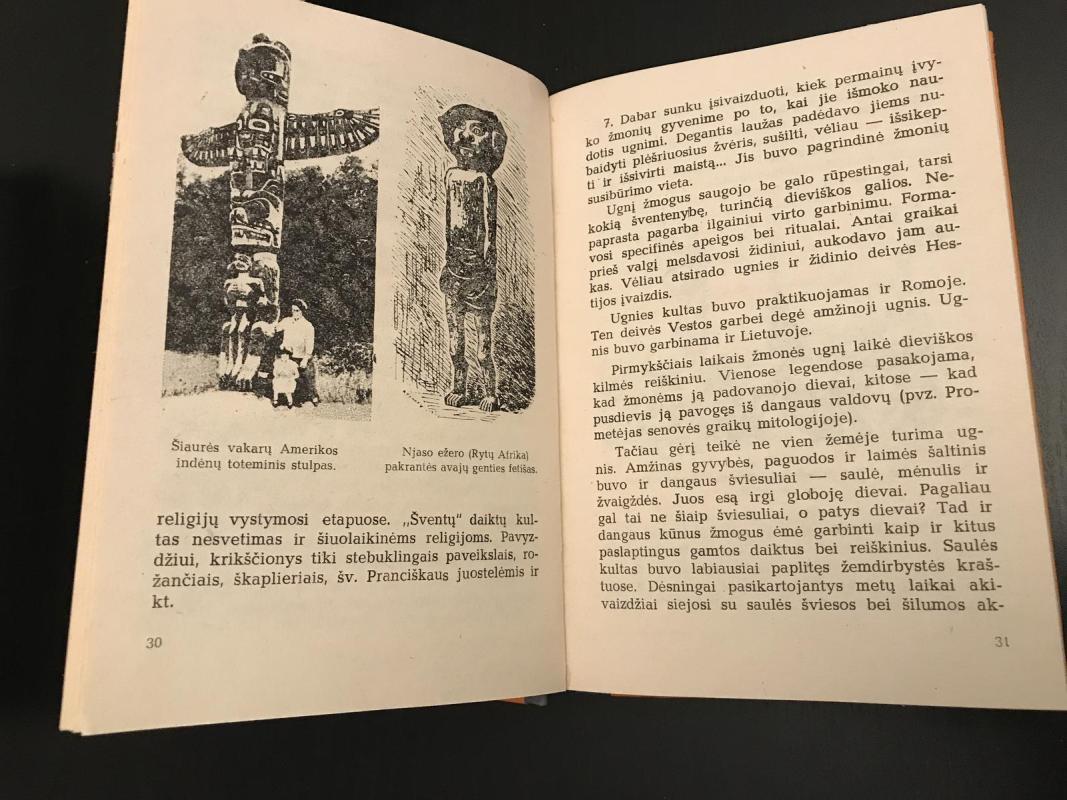 Šiaurės vakarų Amerikos
indėnų toteminis stulpas.
Njaso ežero (Rytų Afrika)
pakrantės avajų genties fetišas.
religijų vystymosi etapuose. „Šventų“ daiktų kul-
tas nesvetimas ir šiuolaikinėms religijoms. Pavyz-
džiui, krikščionys tiki stebuklingais paveikslais, ro-
žančiais, škaplieriais, šv. Pranciškaus juostelėmis ir
kt.
30
7. Dabar sunku įsivaizduoti, kiek permainų įvy-
ko žmonių gyvenime po to, kai jie išmoko nau-
dotis ugnimi. Degantis laužas padėdavo jiems nu-
baidyti plėšriuosius žvėris, sušilti, vėliau — išsikep-
ti ir išsivirti maistą... Jis buvo pagrindinė žmonių
susibūrimo vieta.
Ugnį žmogus saugojo be galo rūpestingai, tarsi
kokią šventenybę, turinčią dieviškos galios. Ne-
paprasta pagarba ilgainiui virto garbinimu. Forma-
vosi specifinės apeigos bei ritualai. Antai graikai
prieš valgį melsdavosi židiniui, aukodavo jam au-
kas. Vėliau atsirado ugnies ir židinio deivės Hes-
tijos įvaizdis.
Ugnies kultas buvo praktikuojamas ir Romoje.
Ten deivės Vestos garbei degė amžinoji ugnis. Ug-
nis buvo garbinama ir Lietuvoje.
Pirmykščiais laikais žmonės ugnį laikė dieviškos
kilmės reiškiniu. Vienose legendose pasakojama,
kad žmonėms ją padovanojo dievai, kitose — kad
pusdievis ją pavogęs iš dangaus valdovų (pvz. Pro-
metėjas senovės graikų mitologijoje).
Tačiau gėrį teikė ne vien žemėje turima ug-
nis. Amžinas gyvybės, paguodos ir laimės šaltinis
buvo ir dangaus šviesuliai — saulė, mėnulis ir
žvaigždės. Juos esą irgi globoję dievai. Pagaliau
gal tai ne šiaip šviesuliai, o patys dievai? Tad ir
dangaus kūnus žmogus ėmė garbinti kaip ir kitus
paslaptingus gamtos daiktus bei reiškinius. Saulės
kultas buvo labiausiai paplitęs žemdirbystės kraš-
tuose. Dėsningai pasikartojantys metų laikai aki-
vaizdžiai siejosi su saulės šviesos bei šilumos ak-
31